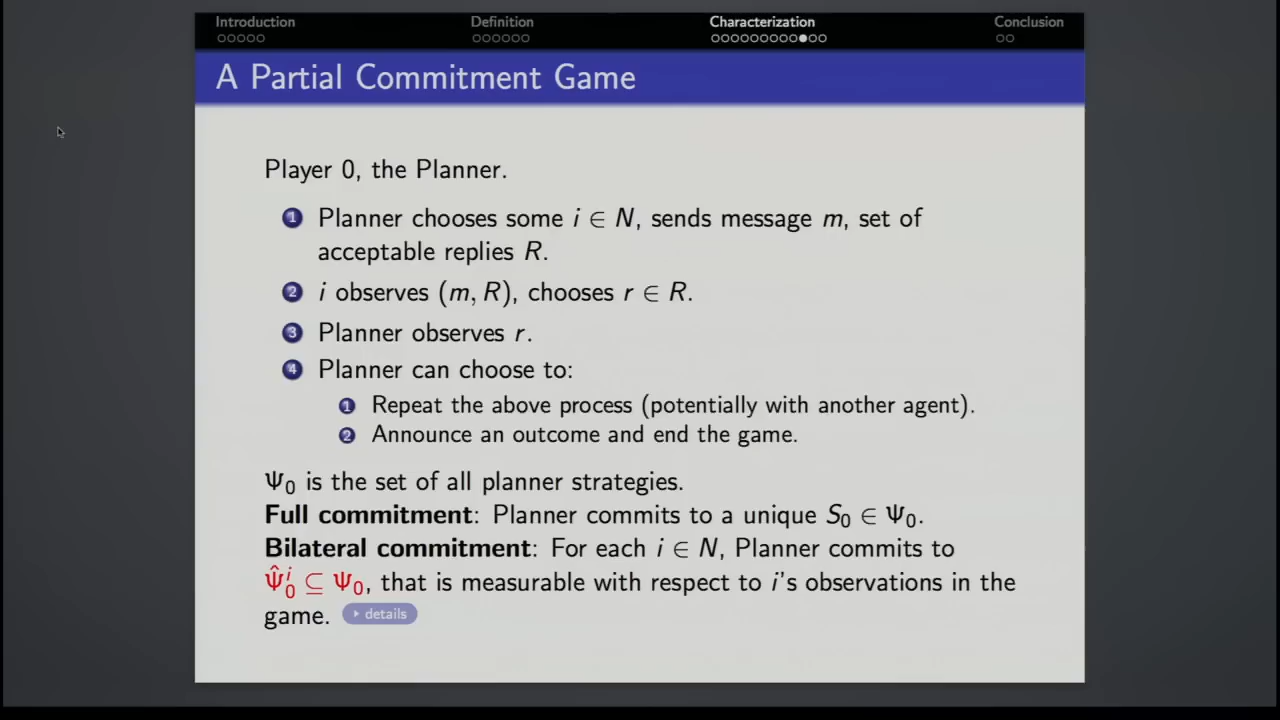 Introduction Definition Characterization Conclusion
A Partial Commitment Game
Player 0, the Planner.
1 Planner chooses some i ∈ N, sends message m, set of
acceptable replies R.
2 i observes (m, R), chooses r ∈ R.
3 Planner observes r.
4 Planner can choose to:
1 Repeat the above process (potentially with another agent).
2 Announce an outcome and end the game.
Ψ₀ is the set of all planner strategies.
Full commitment: Planner commits to a unique S₀ ∈ Ψ₀.
Bilateral commitment: For each i ∈ N, Planner commits to
Ψ̂₀ⁱ ⊆ Ψ₀, that is measurable with respect to i's observations in the
game. details